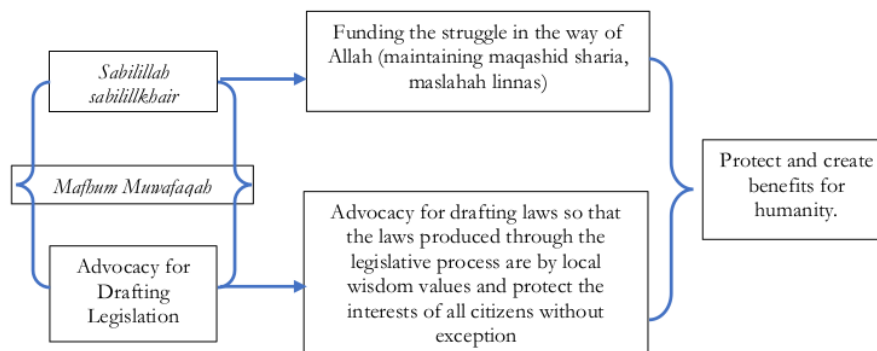 Sabilillah
sabilillkhair
Funding the struggle in the way of
Allah (maintaining maqashid sharia,
maslahah linnas)
Mafhum Muwafaqah
Advocacy for
Drafting
Legislation
Advocacy for drafting laws so that
the laws produced through the
legislative process are by local
wisdom values and protect the
interests of all citizens without
exception
Protect and create
benefits for
humanity.